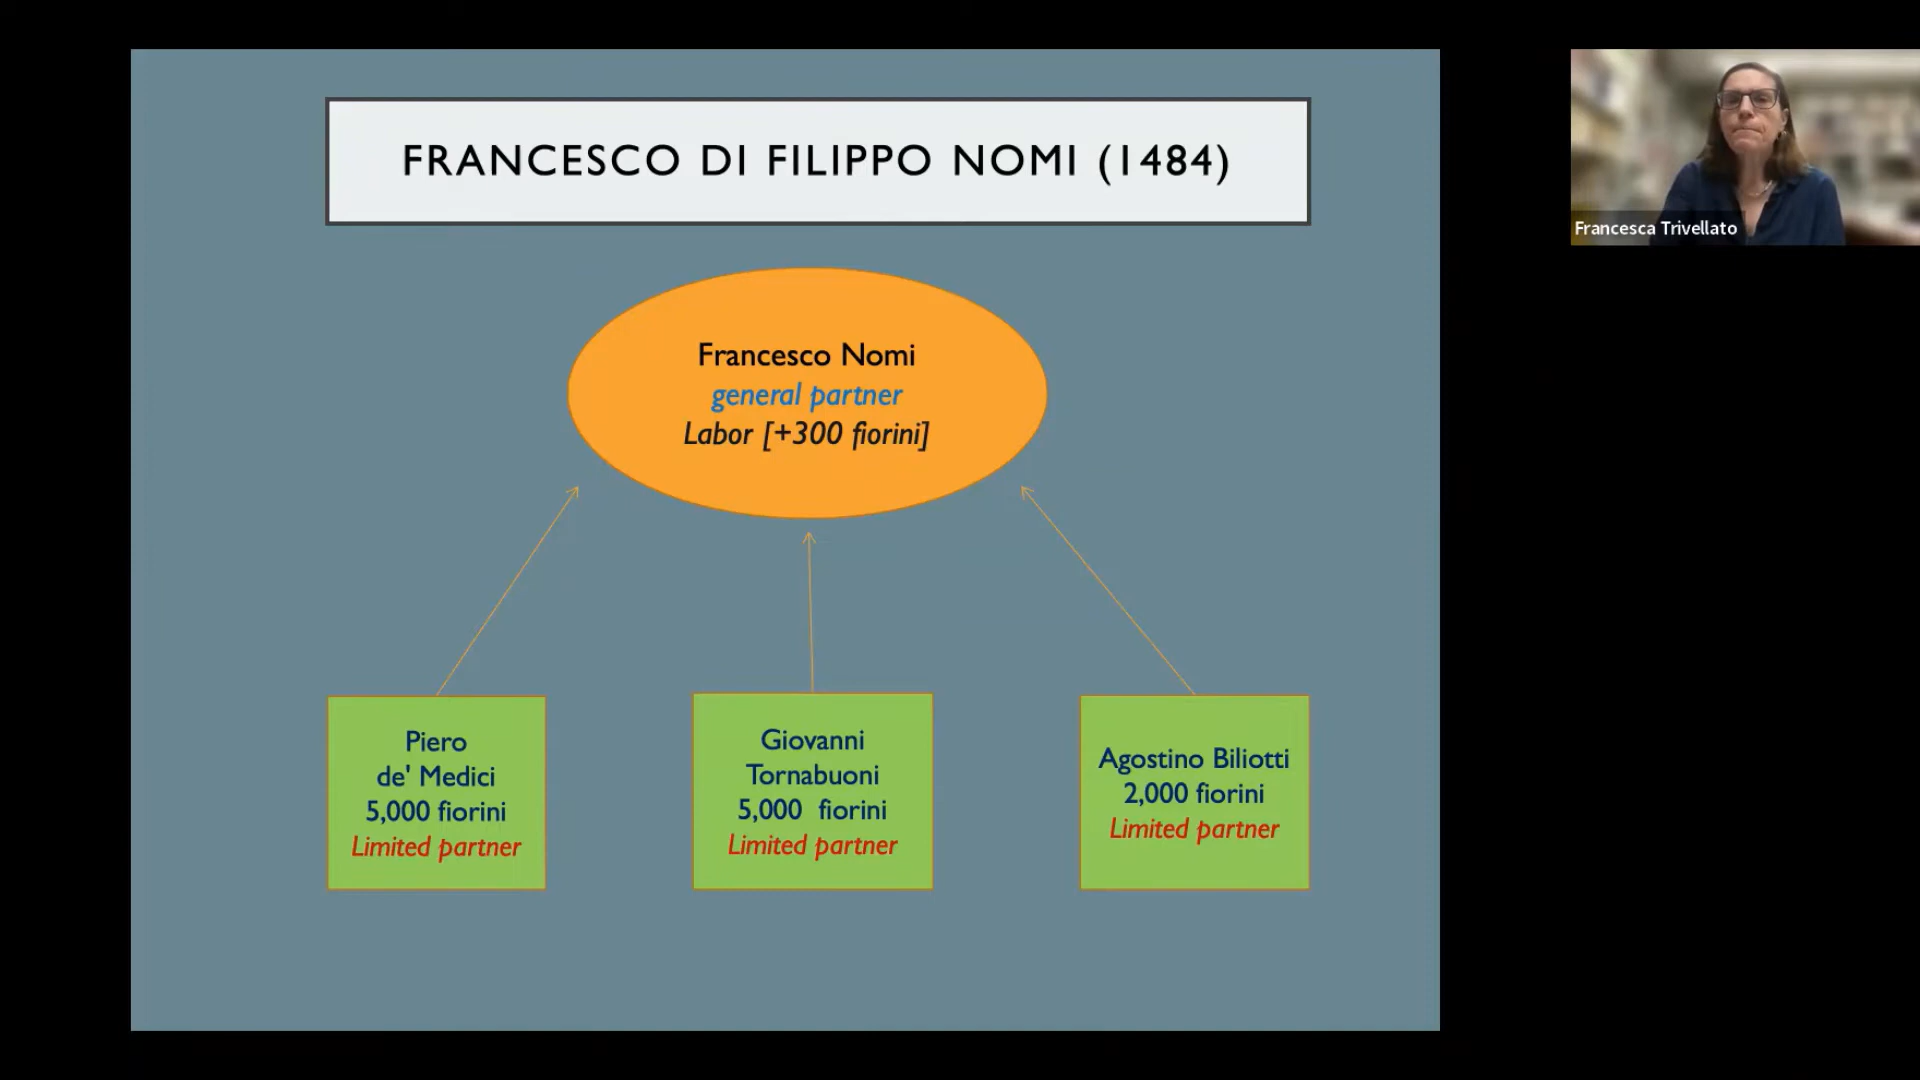 FRANCESCO DI FILIPPO NOMI (1484)
Francesca Trivellato
Francesco Nomi
general partner
Labor [+300 fiorini]
Piero
de' Medici
5,000 fiorini
Limited partner
Giovanni
Tornabuoni
5,000 fiorini
Limited partner
Agostino Biliotti
2,000 fiorini
Limited partner